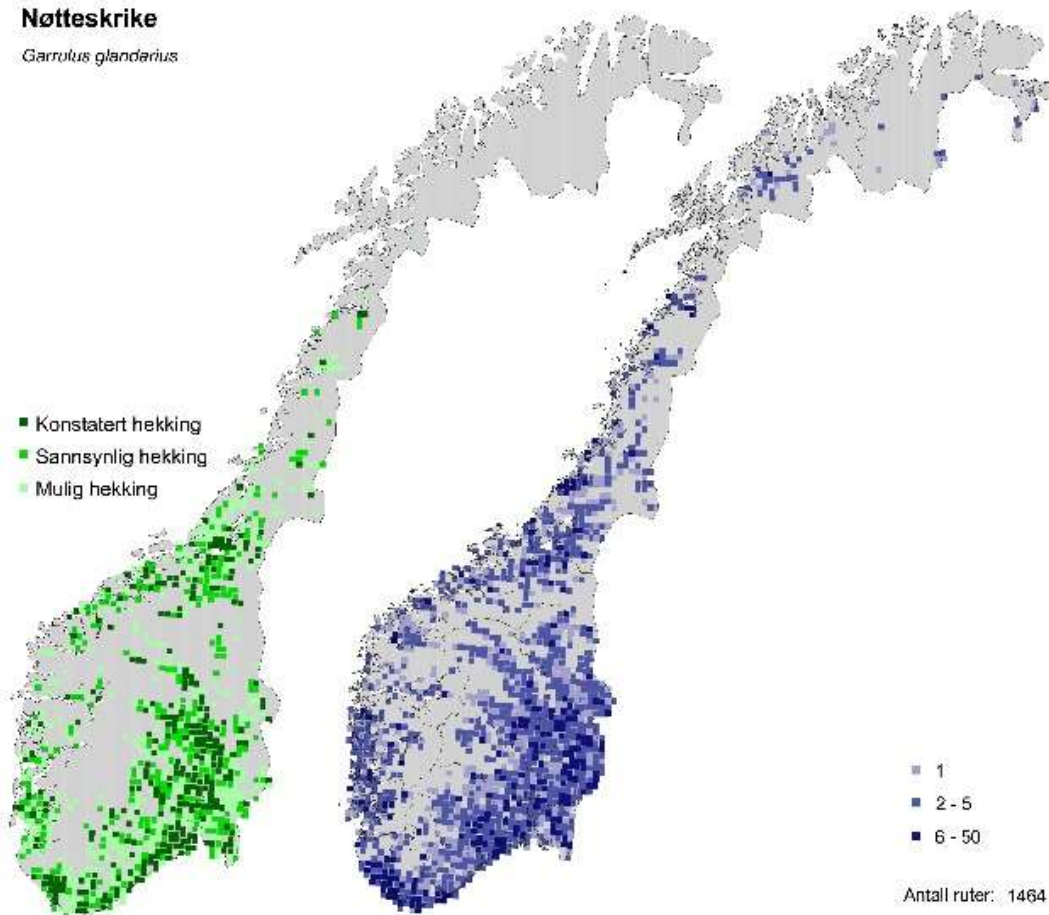 Nøtteskrike
Garrulus glandarius
Konstatert hekking
Sannsynlig hekking
Mulig hekking
1
2 - 5
6 - 50
Antall ruter: 1464